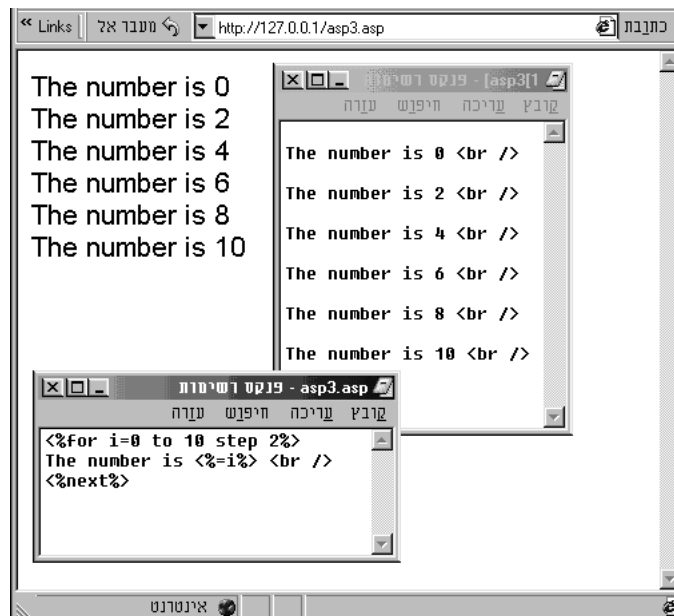 « Links מעבר אל http://127.0.0.1/asp3.asp כתובת
The number is 0
The number is 2
The number is 4
The number is 6
The number is 8
The number is 10
asp3[1] - פנקס רשימות
קובץ עריכה חיפוש עזרה
The number is 0 <br />
The number is 2 <br />
The number is 4 <br />
The number is 6 <br />
The number is 8 <br />
The number is 10 <br />
asp3.asp - פנקס רשימות
קובץ עריכה חיפוש עזרה
<%for i=0 to 10 step 2%>
The number is <%=i%> <br />
<%next%>
אינטרנט